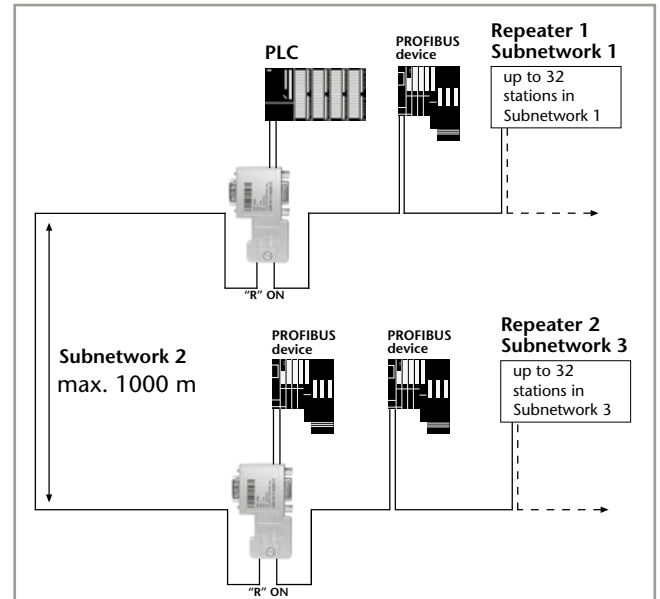 Repeater 1
Subnetwork 1
PLC
PROFIBUS
device
up to 32
stations in
Subnetwork 1
"R" ON
Subnetwork 2
max. 1000 m
PROFIBUS
device
PROFIBUS
device
Repeater 2
Subnetwork 3
up to 32
stations in
Subnetwork 3
"R" ON